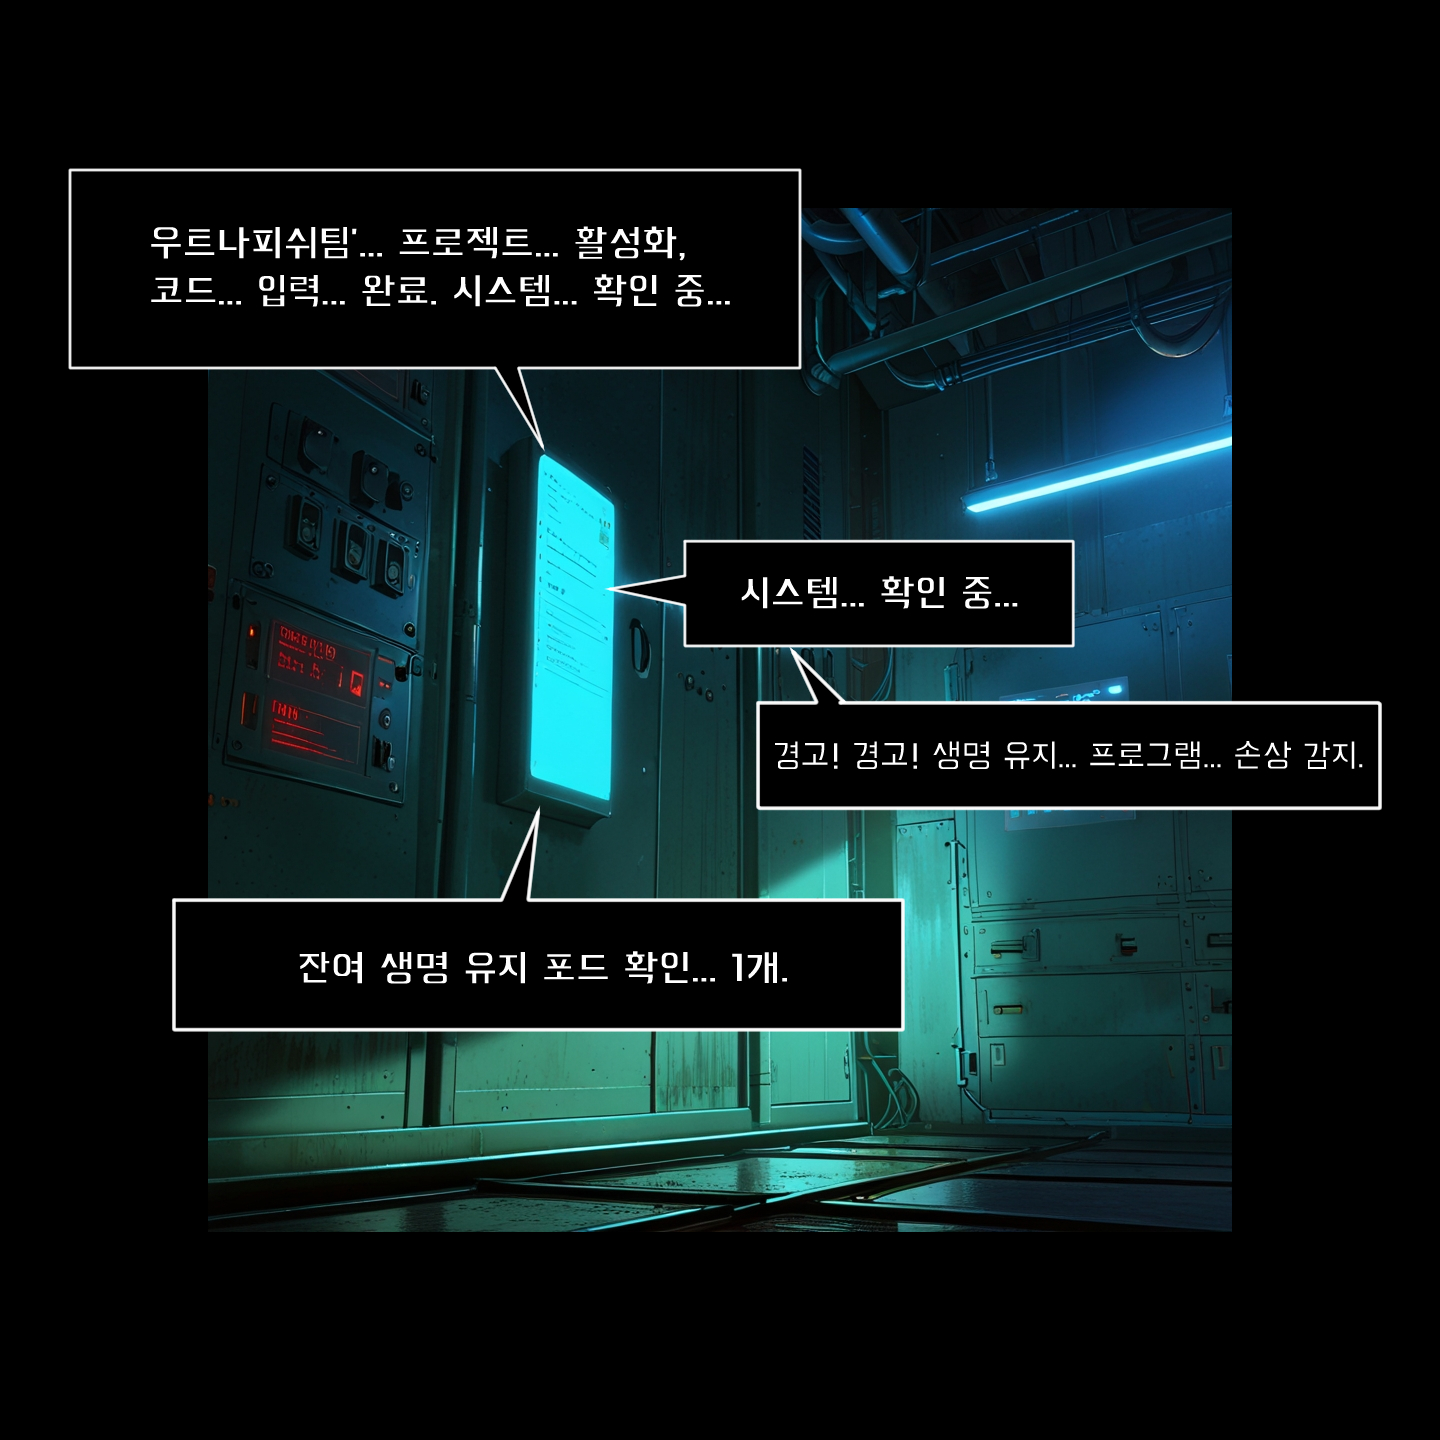 우트나피쉬팀'... 프로젝트... 활성화,
코드... 입력... 완료. 시스템... 확인 중...
시스템... 확인 중...
경고! 경고! 생명 유지... 프로그램... 손상 감지.
잔여 생명 유지 포드 확인... 1개.